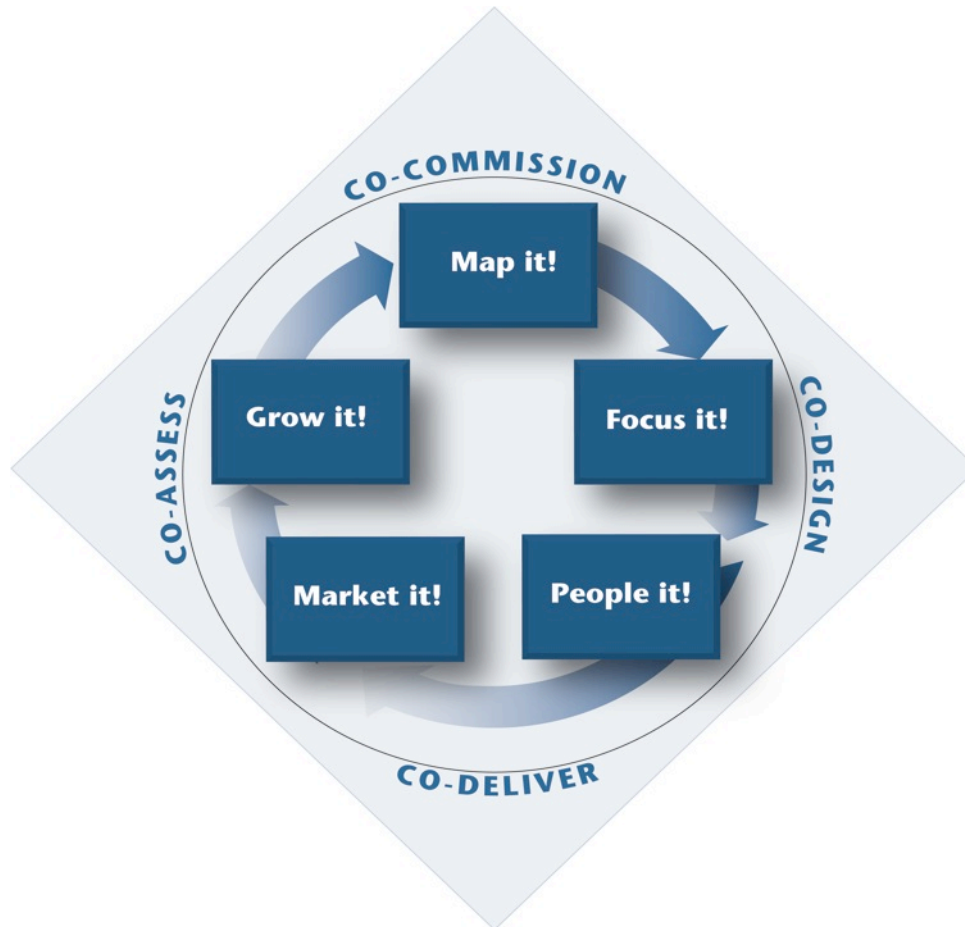 CO-COMMISSION
Map it!
Grow it!
Focus it!
CO-ASSESS
CO-DESIGN
Market it!
People it!
CO-DELIVER